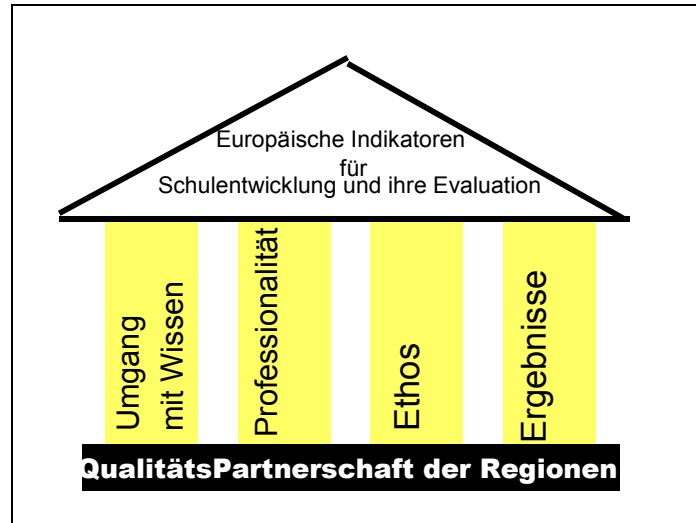 Europäische Indikatoren
für
Schulentwicklung und ihre Evaluation
Umgang
mit Wissen
Professionalität
Ethos
Ergebnisse
QualitätsPartnerschaft der Regionen